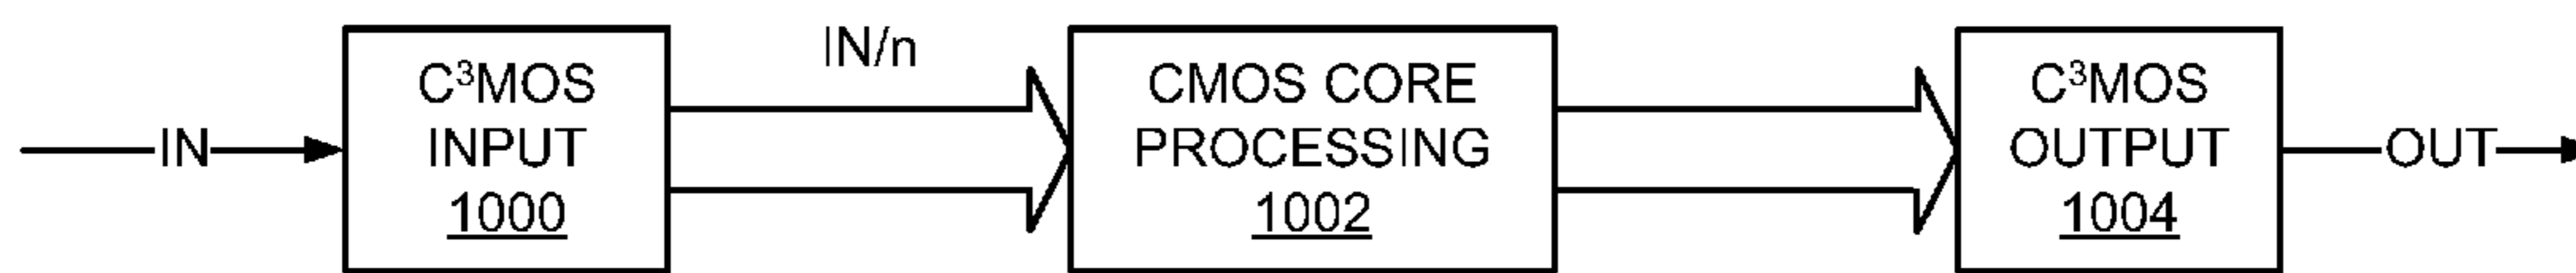 IN
C³MOS
INPUT
1000
IN/n
CMOS CORE
PROCESSING
1002
C³MOS
OUTPUT
1004
OUT